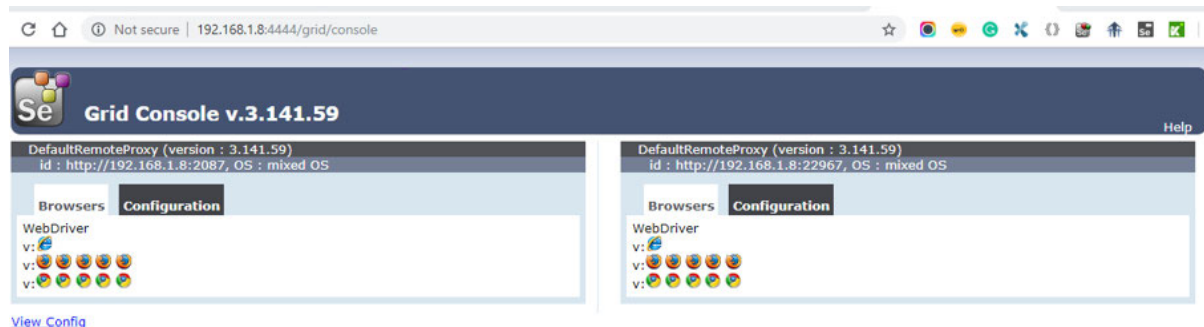 Not secure | 192.168.1.8:4444/grid/console
Se
Se Grid Console v.3.141.59
Help
DefaultRemoteProxy (version : 3.141.59)
id : http://192.168.1.8:2087, OS : mixed OS
Browsers Configuration
WebDriver
v:
v:
v:
DefaultRemoteProxy (version : 3.141.59)
id : http://192.168.1.8:22967, OS : mixed OS
Browsers Configuration
WebDriver
v:
v:
v:
View Config